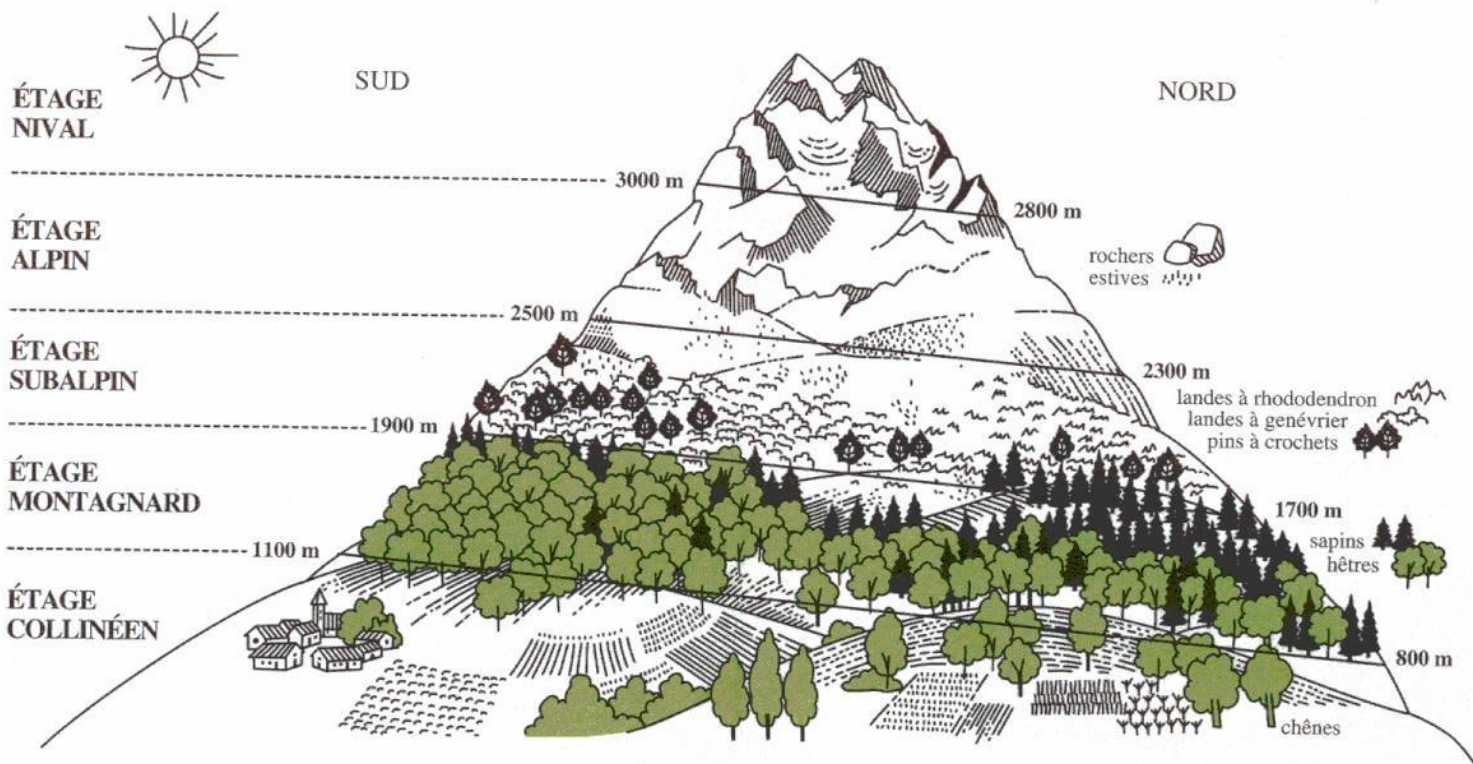 SUD
NORD
ÉTAGE
NIVAL
3000 m
2800 m
ÉTAGE
ALPIN
rochers
estives
2500 m
2300 m
ÉTAGE
SUBALPIN
landes à rhododendron
landes à genévrier
pins à crochets
1900 m
1700 m
ÉTAGE
MONTAGNARD
sapins
hêtres
1100 m
800 m
ÉTAGE
COLLINÉEN
chênes